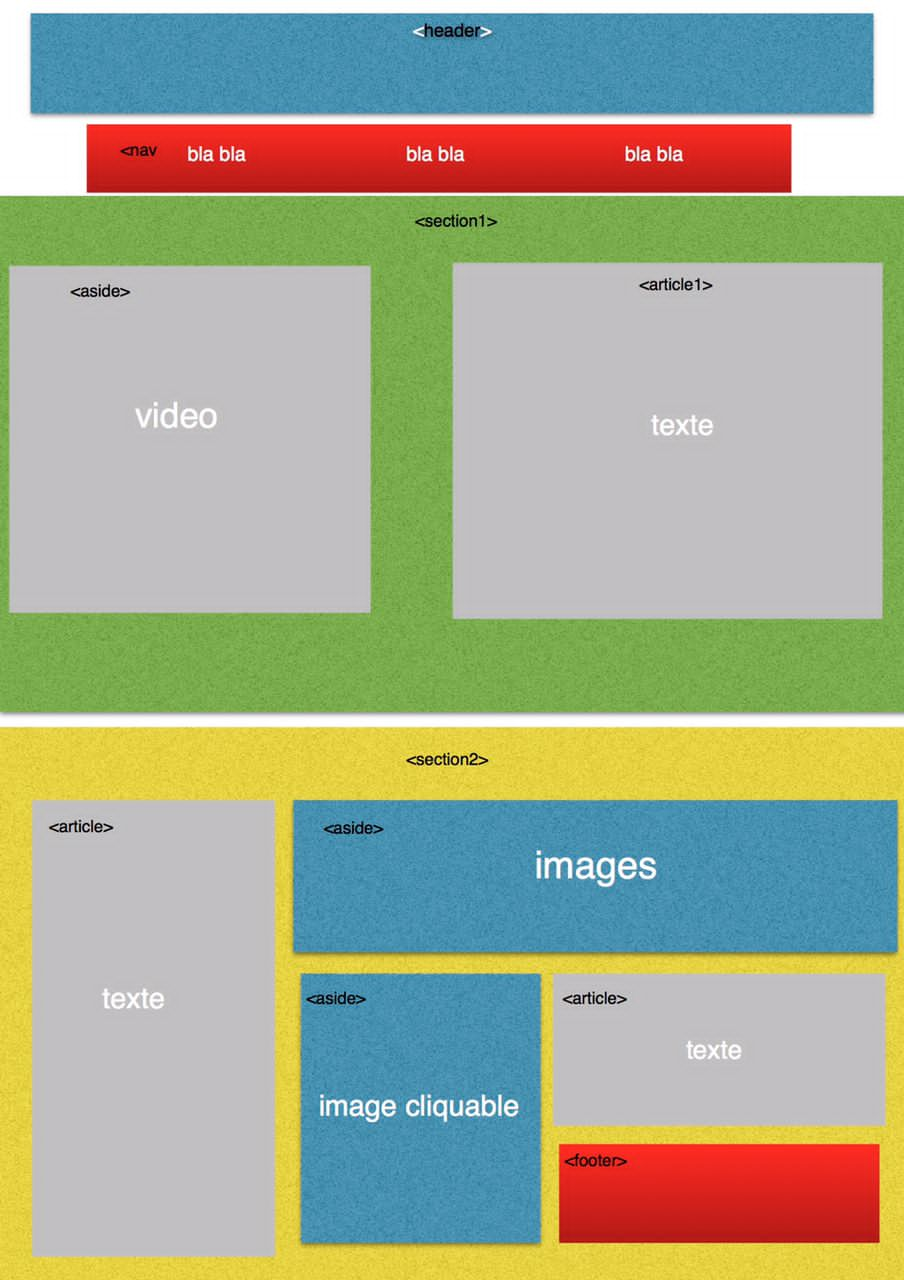 <header>
<nav bla bla bla bla bla bla
<section1>
<aside>
<article1>
video
texte
<section2>
<article>
<aside>
images
texte
<aside>
<article>
texte
image cliquable
<footer>